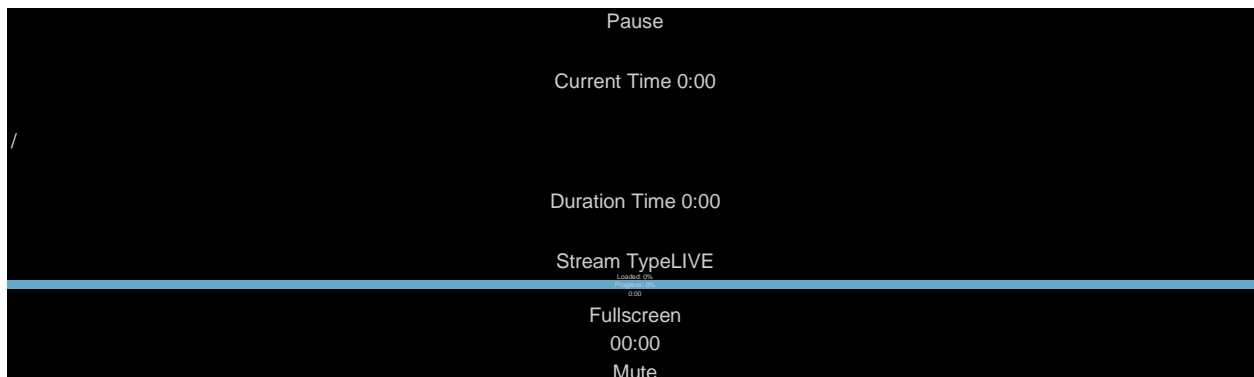 Pause
Current Time 0:00
/
Duration Time 0:00
Stream TypeLIVE
Loaded: 0%
Progress: 0%
0:00
Fullscreen
00:00
Mute